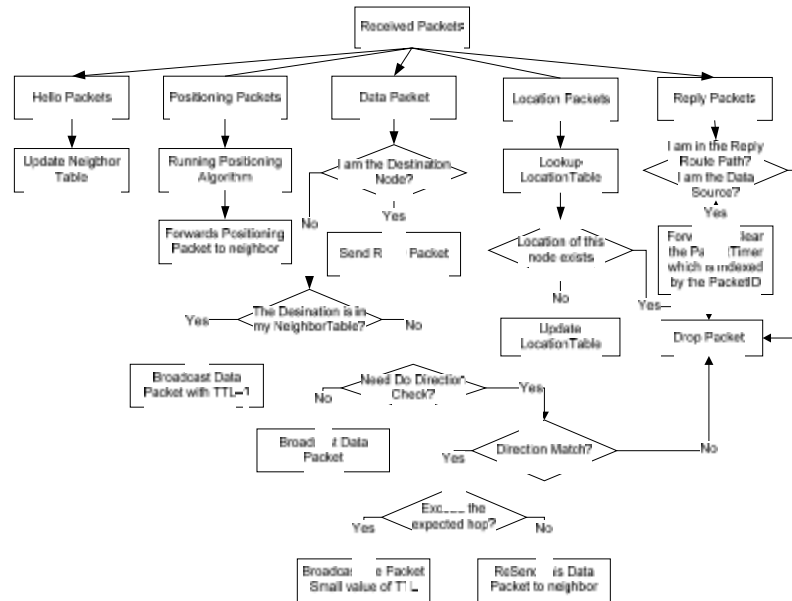 Received Packets
Hello Packets
Positioning Packets
Data Packet
Location Packets
Reply Packets
Update Neighbor
Table
Running Positioning
Algorithm
I am the Destination
Node?
Lookup
LocationTable
I am in the Reply
Route Path?
I am the Data
Source?
No
Yes
Yes
Forwards Positioning
Packet to neighbor
Send Packet
Location of this
node exists
the
which is indexed
by the PacketID
The Desination is in
my NeighborTable?
Yes
No
No
Yes
Update
LocationTable
Drop Packet
Broadcast Data
Packet with
Need Do Direction
Check?
No
Yes
Broadcast Data
Packet
Direction Match?
Yes
No
the
expected hop?
Yes
No
Packet
Small value of
Data
Packet to neighbor